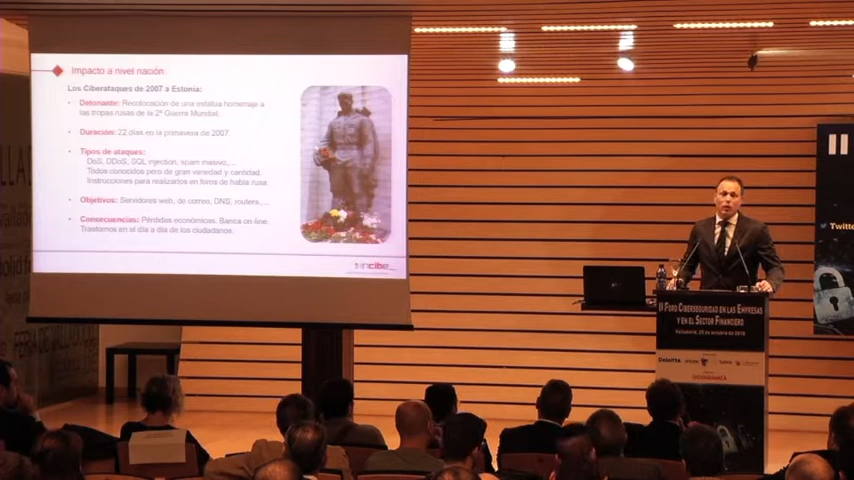 Impacto a nivel nación
Los Ciberataques de 2007 a Estonia:
• Detonante: Recolocación de una estatua homenaje a
las tropas rusas de la 2ª Guerra Mundial.
• Duración: 22 días en la primavera de 2007.
• Tipos de ataques:
DoS, DDoS, SQL injection, spam masivo,...
Todos conocidos pero de gran variedad y cantidad.
Instrucciones para realizarlos en foros de habla rusa.
• Objetivos: Servidores web, de correo, DNS, routers,...
• Consecuencias: Pérdidas económicas. Banca on-line.
Trastornos en el día a día de los ciudadanos.
incibe_
II
Twitte
II FORO CIBERSEGURIDAD EN LAS EMPRESAS
Y EN EL SECTOR FINANCIERO
Deloitte